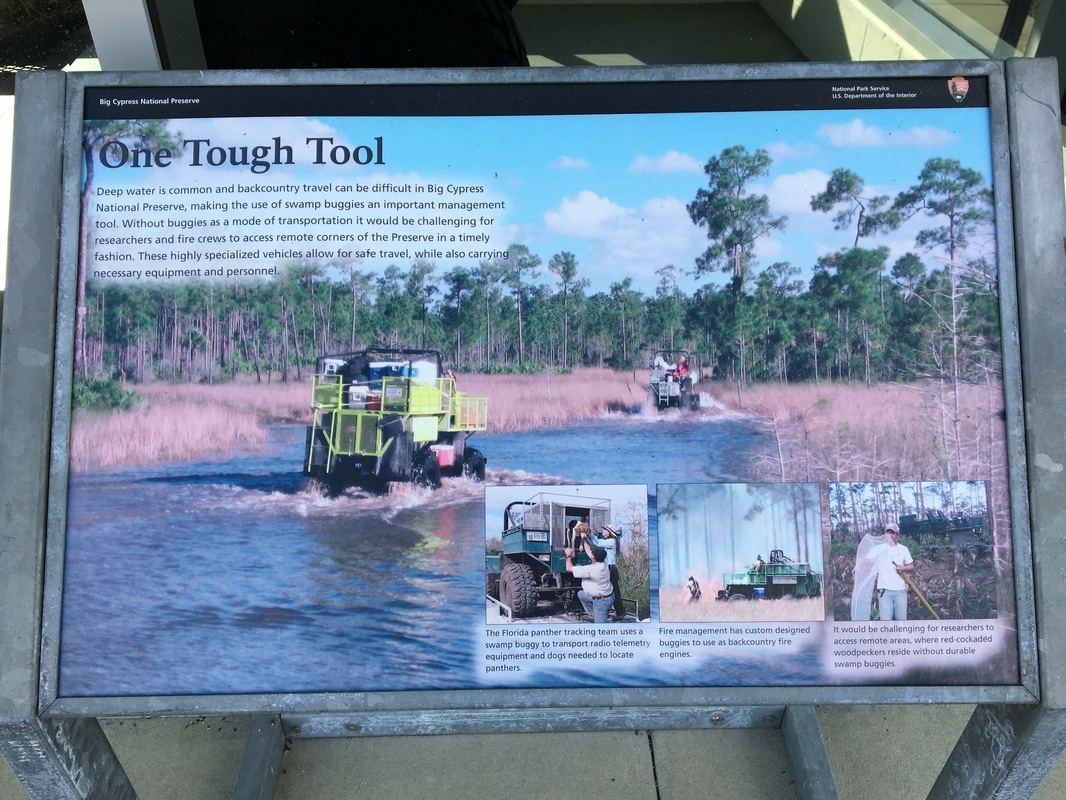 Big Cypress National Preserve
National Park Service
U.S. Department of the Interior
One Tough Tool
Deep water is common and backcountry travel can be difficult in Big Cypress
National Preserve, making the use of swamp buggies an important management
tool. Without buggies as a mode of transportation it would be challenging for
researchers and fire crews to access remote corners of the Preserve in a timely
fashion. These highly specialized vehicles allow for safe travel, while also carrying
necessary equipment and personnel.
The Florida panther tracking team uses a
swamp buggy to transport radio telemetry
equipment and dogs needed to locate
panthers.
Fire management has custom designed
buggies to use as backcountry fire
engines.
It would be challenging for researchers to
access remote areas, where red-cockaded
woodpeckers reside without durable
swamp buggies.